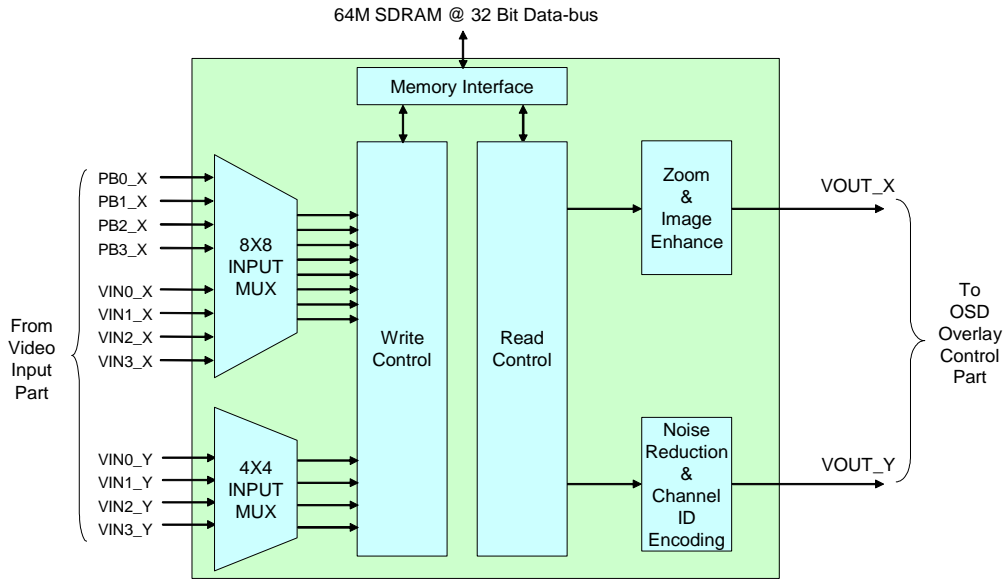 64M SDRAM @ 32 Bit Data-bus
Memory Interface
PB0_X
PB1_X
PB2_X
PB3_X
VIN0_X
VIN1_X
VIN2_X
VIN3_X
8X8
INPUT
MUX
From
Video
Input
Part
VIN0_Y
VIN1_Y
VIN2_Y
VIN3_Y
4X4
INPUT
MUX
Write
Control
Read
Control
Zoom
&
Image
Enhance
Noise
Reduction
&
Channel
ID
Encoding
VOUT_X
VOUT_Y
To
OSD
Overlay
Control
Part